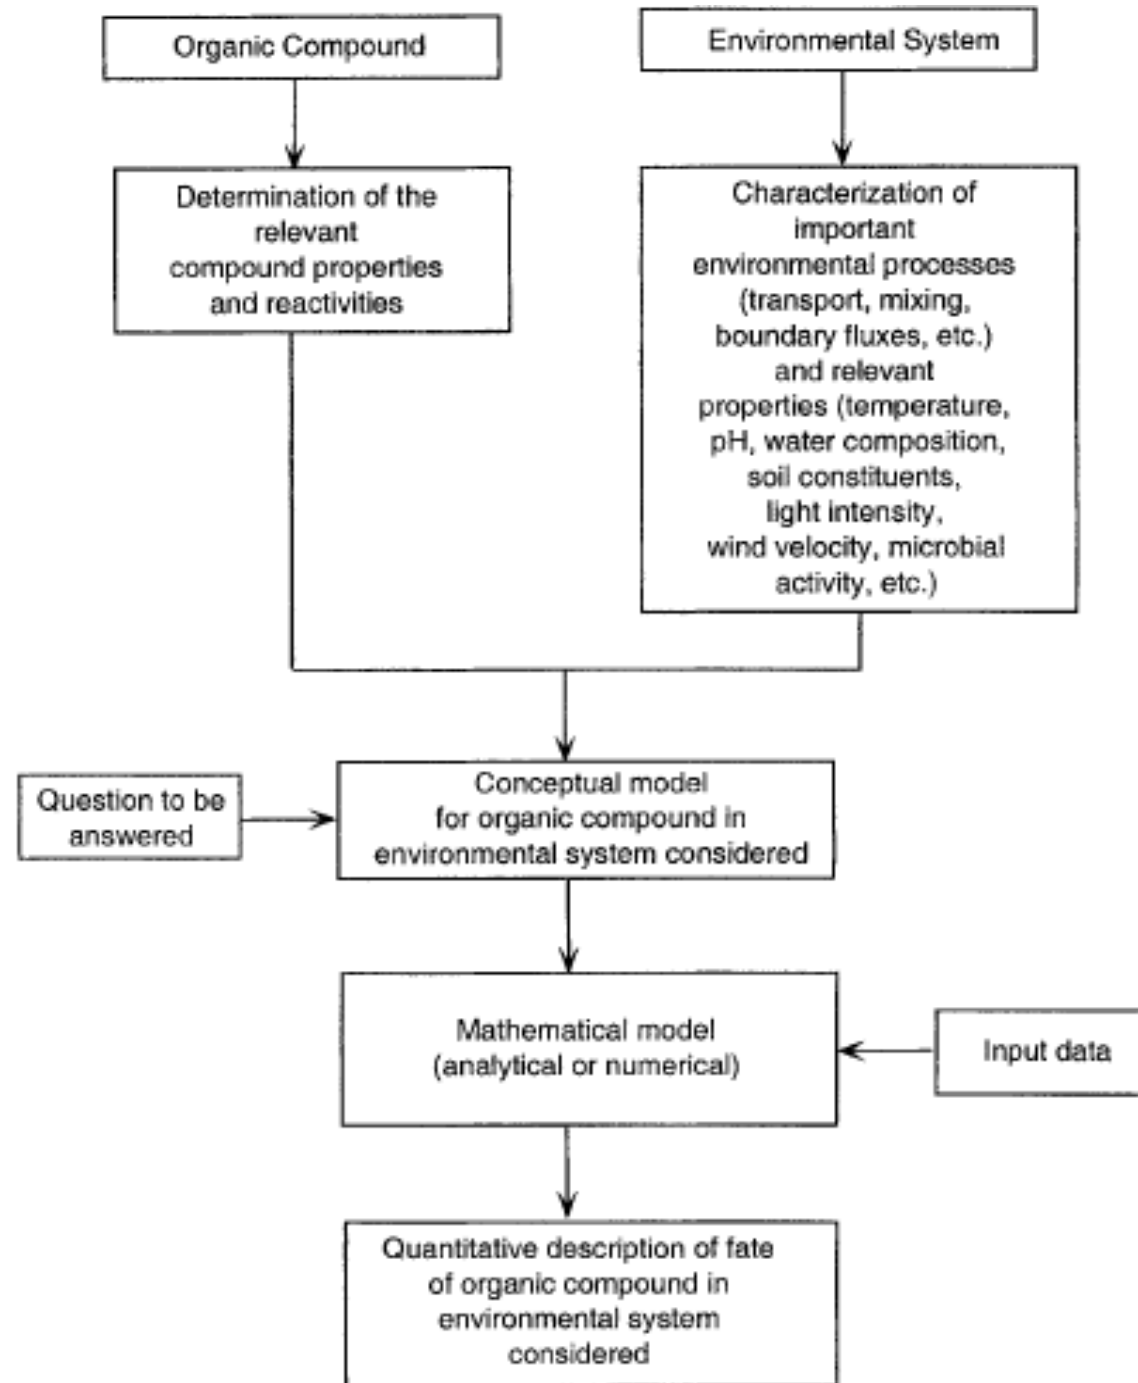 Organic Compound
Environmental System
Determination of the
relevant
compound properties
and reactivities
Characterization of
important
environmental processes
(transport, mixing,
boundary fluxes, etc.)
and relevant
properties (temperature,
pH, water composition,
soil constituents,
light intensity,
wind velocity, microbial
activity, etc.)
Question to be
answered
Conceptual model
for organic compound in
environmental system considered
Mathematical model
(analytical or numerical)
Input data
Quantitative description of fate
of organic compound in
environmental system
considered